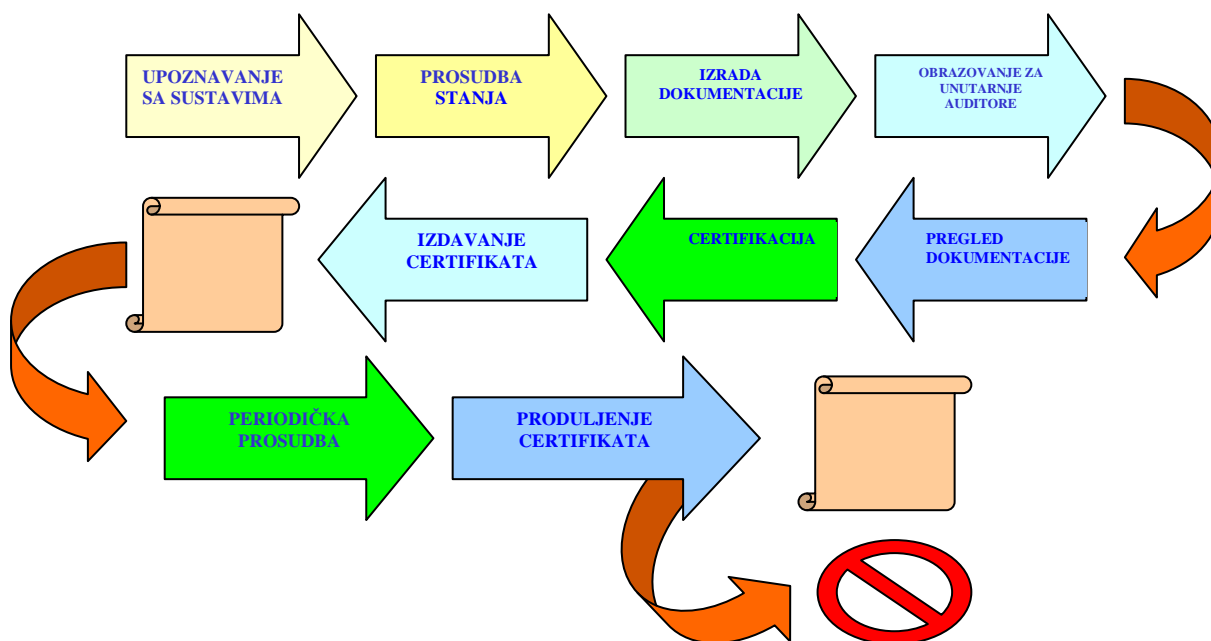 UPOZNAVANJE
SA SUSTAVIMA
PROSUDBA
STANJA
IZRADA
DOKUMENTACIJE
OBRAZOVANJE ZA
UNUTARNJE
AUDITORE
PREGLED
DOKUMENTACIJE
CERTIFIKACIJA
IZDAVANJE
CERTIFIKATA
PERIODIČKA
PROSUDBA
PRODULJENJE
CERTIFIKATA